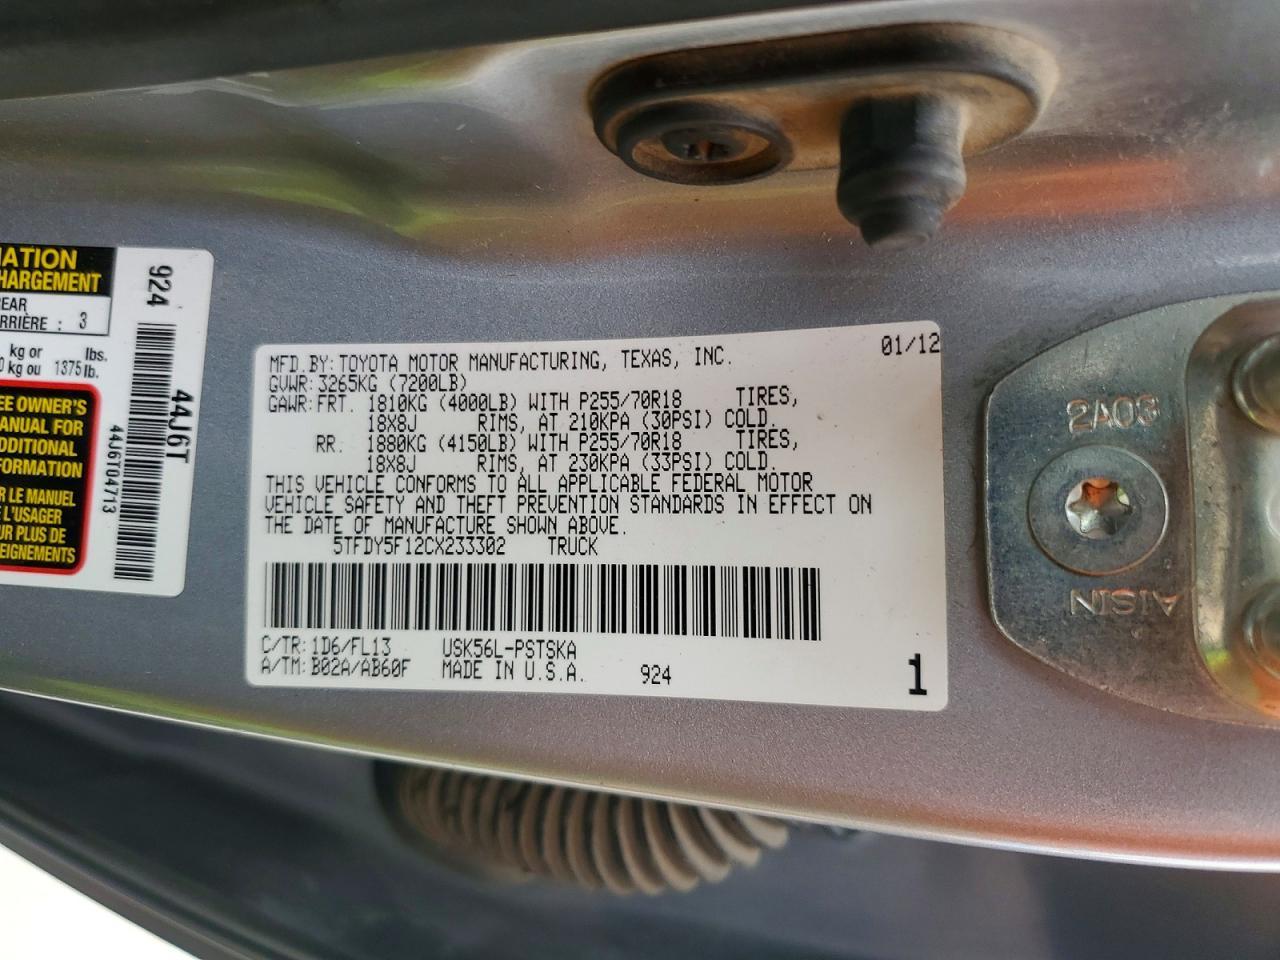 MATION
CHARGEMENT
REAR
ARRIÈRE : 3
kg or lbs.
kg ou 1375 lb.
SEE OWNER'S
MANUAL FOR
ADDITIONAL
INFORMATION
LE MANUEL
L'USAGER
PLUS DE
924
44J6T
44J6T04713
MFD.BY: TOYOTA MOTOR MANUFACTURING, TEXAS, INC. 01/12
GVWR: 3265KG (7200LB)
GAWR: FRT. 1810KG (4000LB) WITH P255/70R18 TIRES,
18X8J RIMS, AT 210KPA (30PSI) COLD.
RR. 1880KG (4150LB) WITH P255/70R18 TIRES,
18X8J RIMS, AT 230KPA (33PSI) COLD.
THIS VEHICLE CONFORMS TO ALL APPLICABLE FEDERAL MOTOR
VEHICLE SAFETY AND THEFT PREVENTION STANDARDS IN EFFECT ON
THE DATE OF MANUFACTURE SHOWN ABOVE.
5TFDY5F12CX233302 TRUCK
C/TR: 1D6/FL13 USK56L-PSTSKA
A/TM: B02A/AB60F MADE IN U.S.A. 924 1
2A03
AISIN